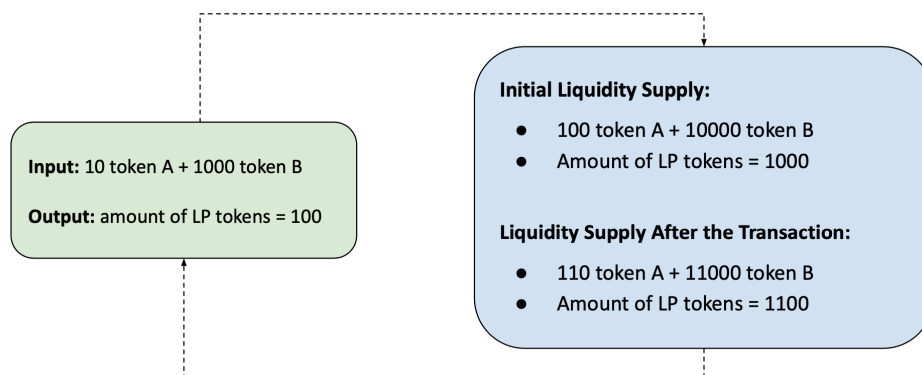 Input: 10 token A + 1000 token B
Output: amount of LP tokens = 100
Initial Liquidity Supply:
● 100 token A + 10000 token B
● Amount of LP tokens = 1000
Liquidity Supply After the Transaction:
● 110 token A + 11000 token B
● Amount of LP tokens = 1100